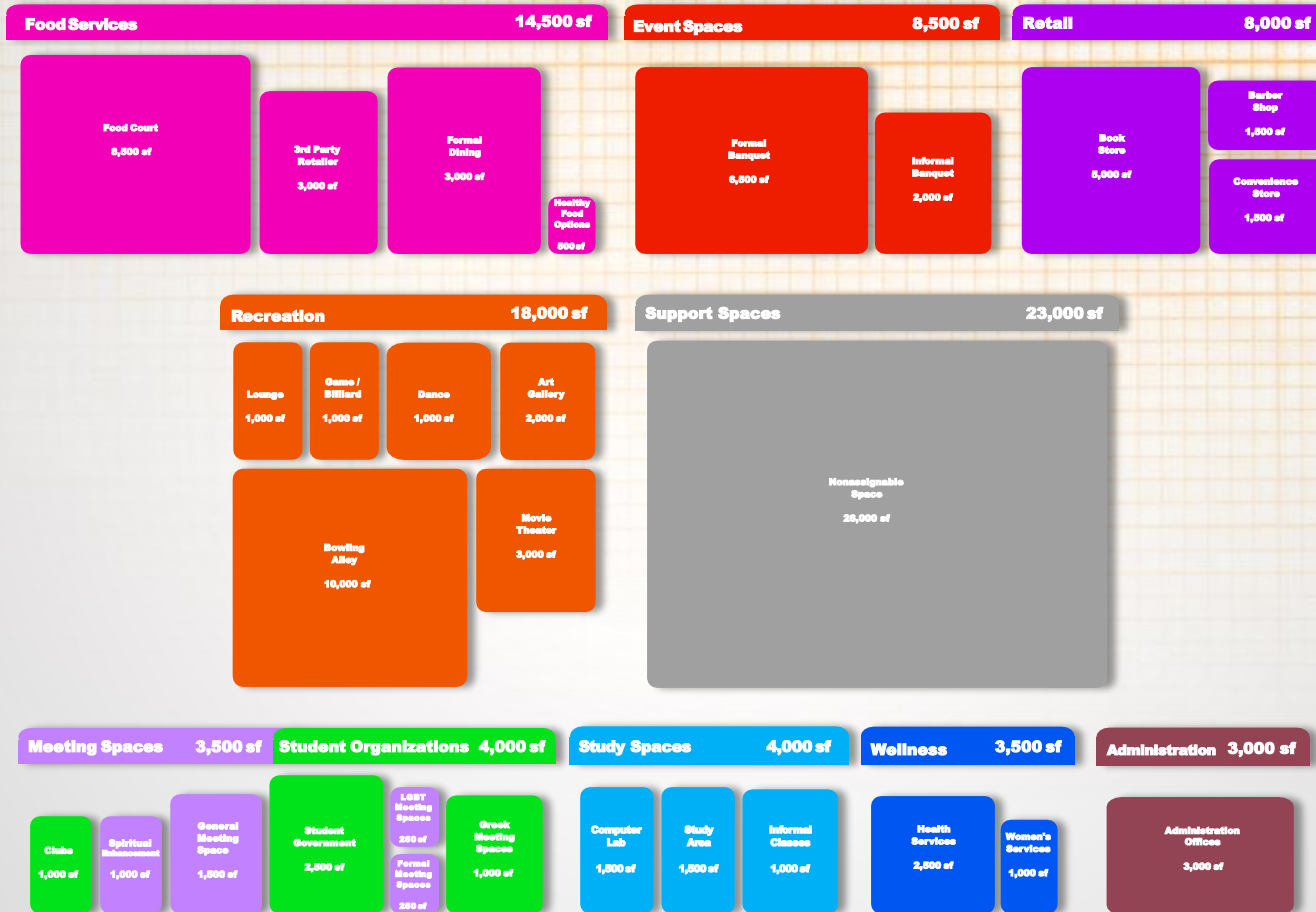 Food Services 14,500 sf
Food Court
8,500 sf
3rd Party
Retailer
3,000 sf
Formal
Dining
3,000 sf
Healthy
Food
Options
500 sf
Event Spaces 8,500 sf
Formal
Banquet
6,500 sf
Informal
Banquet
2,000 sf
Retail 8,000 sf
Book
Store
5,000 sf
Barber
Shop
1,500 sf
Convenience
Store
1,500 sf
Recreation 18,000 sf
Lounge
1,000 sf
Game /
Billiard
1,000 sf
Dance
1,000 sf
Art
Gallery
2,000 sf
Bowling
Alley
10,000 sf
Movie
Theater
3,000 sf
Support Spaces 23,000 sf
Nonassignable
Space
26,000 sf
Meeting Spaces 3,500 sf
Student Organizations 4,000 sf
Clubs
1,000 sf
Spiritual
Enhancement
1,000 sf
General
Meeting
Space
1,500 sf
Student
Government
2,500 sf
LGBT
Meeting
Spaces
250 sf
Formal
Meeting
Spaces
250 sf
Greek
Meeting
Spaces
1,000 sf
Study Spaces 4,000 sf
Computer
Lab
1,500 sf
Study
Area
1,500 sf
Informal
Classes
1,000 sf
Wellness 3,500 sf
Health
Services
2,500 sf
Women's
Services
1,000 sf
Administration 3,000 sf
Administration
Offices
3,000 sf